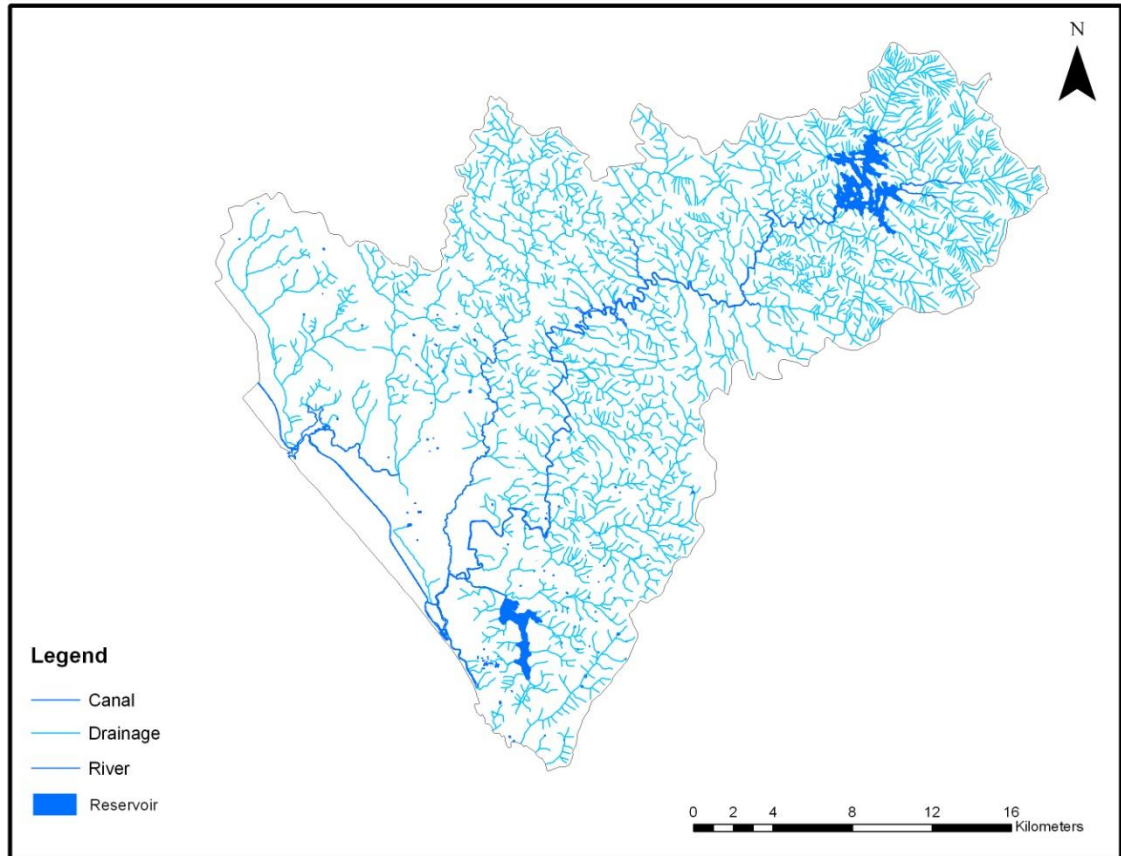 N
Legend
Canal
Drainage
River
Reservoir
0 2 4 8 12 16
Kilometers